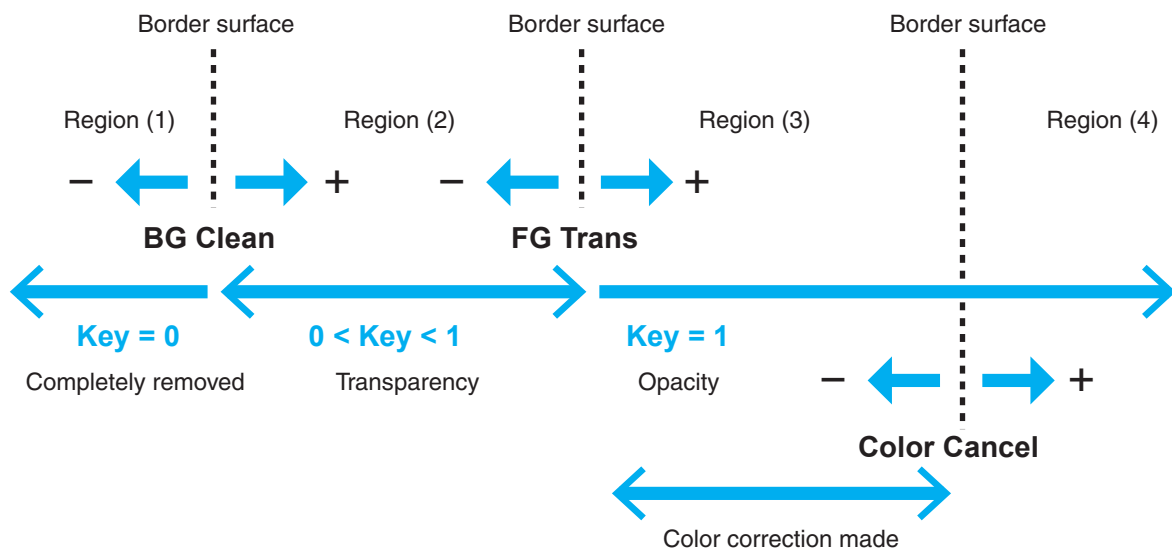 Border surface
Border surface
Border surface
Region (1)
Region (2)
Region (3)
Region (4)
− +
− +
BG Clean
FG Trans
Key = 0
0 < Key < 1
Key = 1
Completely removed
Transparency
Opacity
− +
Color Cancel
Color correction made